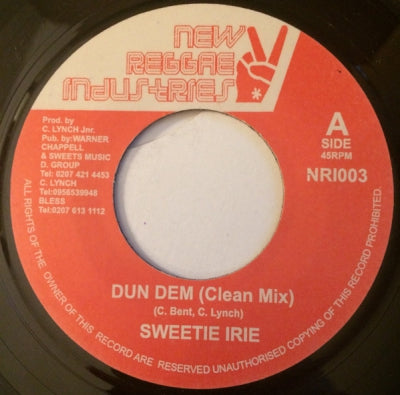 NEW
REGGAE
INDUSTRIES
Prod. by
C. LYNCH Jnr.
Pub. by:WARNER
CHAPPELL
& SWEETS MUSIC
D. GROUP
Tel: 0207 421 4453
C. LYNCH
Tel:0956539948
BLESS
Tel: 0207 613 1112
A
SIDE
45RPM
NRI003
DUN DEM (Clean Mix)
(C. Bent, C. Lynch)
SWEETIE IRIE
ALL RIGHTS OF THE OWNER OF THIS RECORD ARE RESERVED UNAUTHORISED COPYING OF THIS RECORD PROHIBITED.